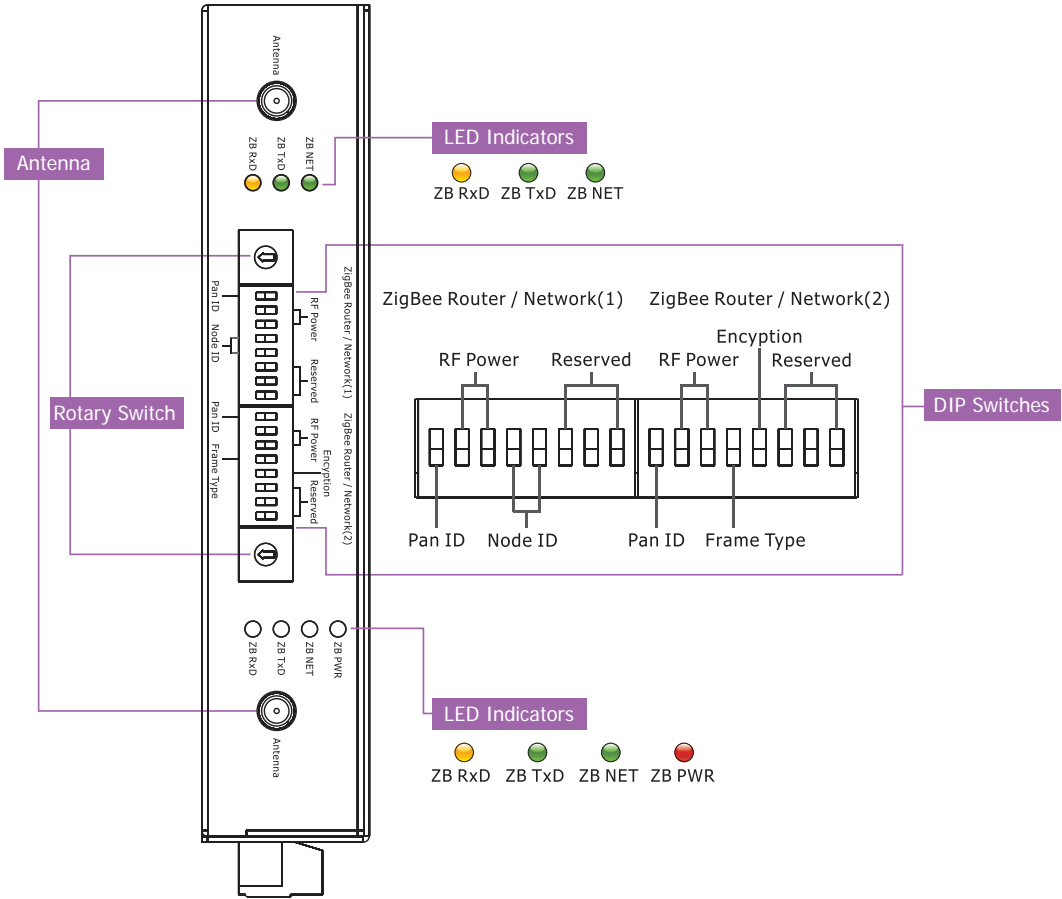 Antenna
ZB RxD
ZB TxD
ZB NET
LED Indicators
ZB RxD ZB TxD ZB NET
Antenna
Rotary Switch
Pan ID
Node ID
RF Power
Reserved
ZigBee Router / Network(1)
Pan ID
Frame Type
RF Power
Encyption
Reserved
ZigBee Router / Network(2)
ZigBee Router / Network(1) ZigBee Router / Network(2)
Encyption
RF Power Reserved RF Power Reserved
Pan ID Node ID Pan ID Frame Type
DIP Switches
ZB RxD
ZB TxD
ZB NET
ZB PWR
Antenna
LED Indicators
ZB RxD ZB TxD ZB NET ZB PWR